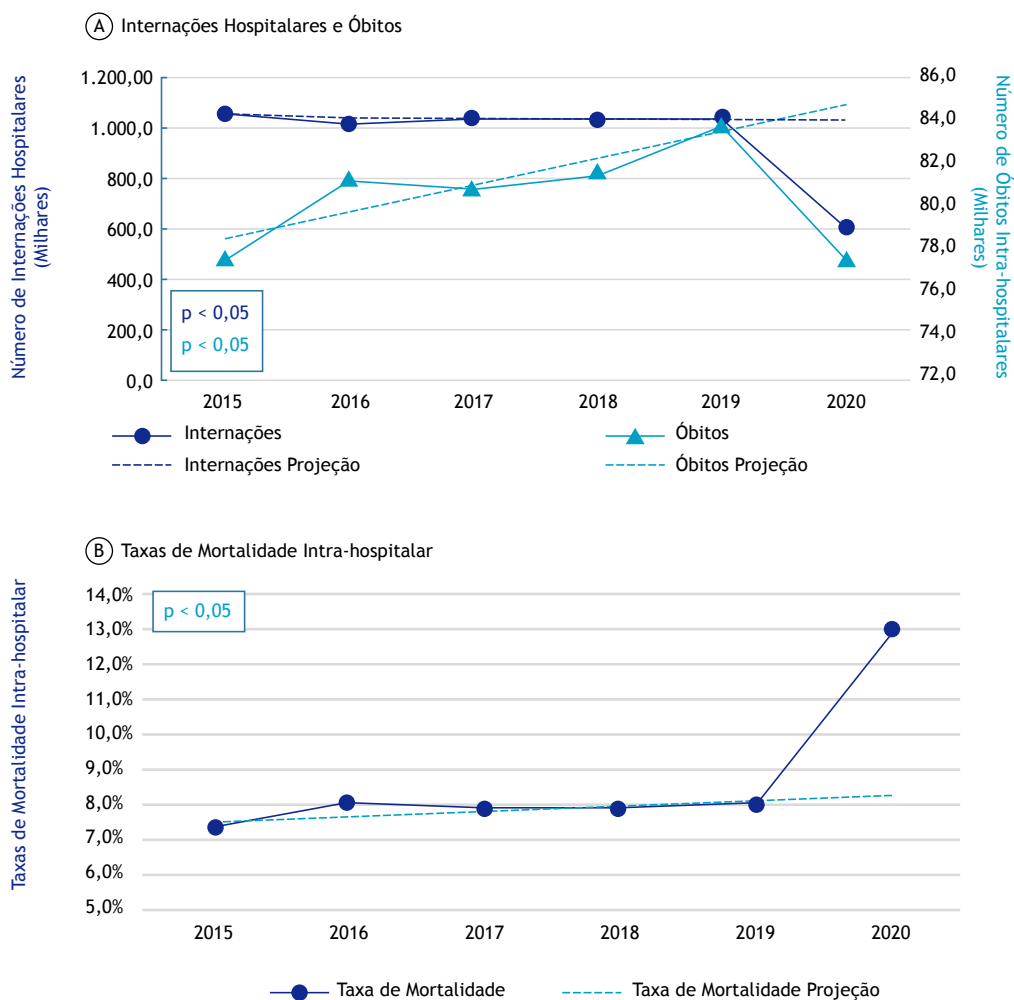 A Internações Hospitalares e Óbitos
Número de Internações Hospitalares
(Milhares)
1.200,00
1.000,0
800,0
600,0
400,0
200,0
0,0
86,0
84,0
82,0
80,0
78,0
76,0
74,0
72,0
Número de Óbitos Intra-hospitalares
(Milhares)
p < 0,05
p < 0,05
2015 2016 2017 2018 2019 2020
Internações Óbitos
Internações Projeção Óbitos Projeção
B Taxas de Mortalidade Intra-hospitalar
Taxas de Mortalidade Intra-hospitalar
14,0%
13,0%
12,0%
11,0%
10,0%
9,0%
8,0%
7,0%
6,0%
5,0%
p < 0,05
2015 2016 2017 2018 2019 2020
Taxa de Mortalidade Taxa de Mortalidade Projeção